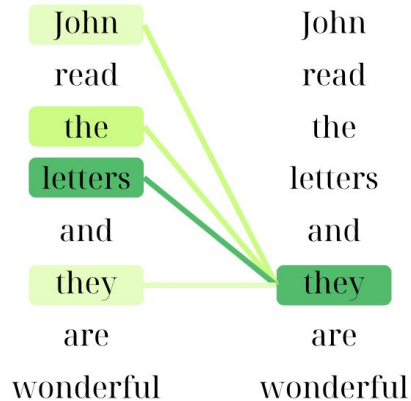 John
read
the
letters
and
they
are
wonderful
John
read
the
letters
and
they
are
wonderful